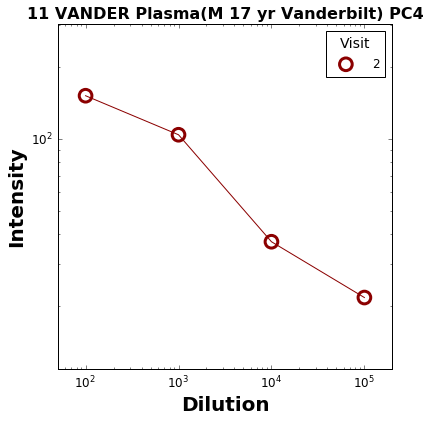 11 VANDER Plasma(M 17 yr Vanderbilt) PC4
Visit
2
10²
Intensity
10² 10³ 10⁴ 10⁵
Dilution